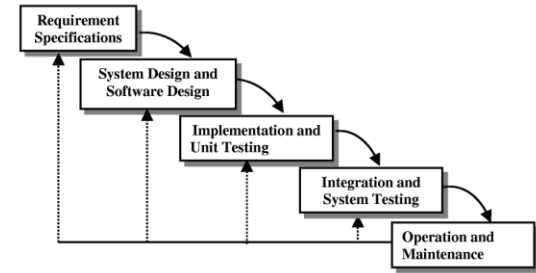 Requirement
Specifications
System Design and
Software Design
Implementation and
Unit Testing
Integration and
System Testing
Operation and
Maintenance